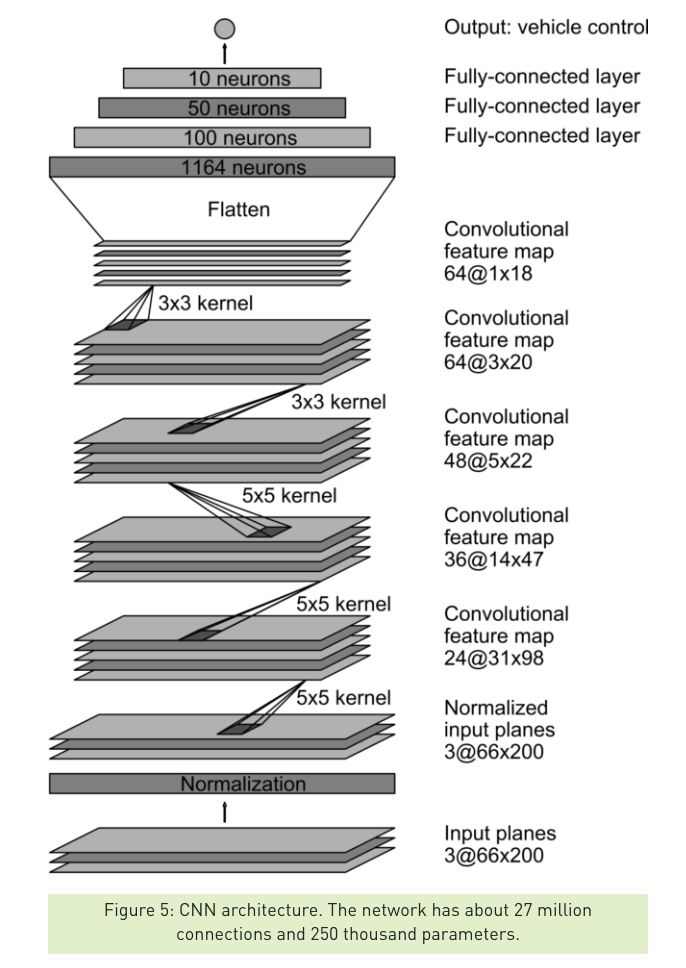 Output: vehicle control
10 neurons
Fully-connected layer
50 neurons
Fully-connected layer
100 neurons
Fully-connected layer
1164 neurons
Flatten
Convolutional
feature map
64@1x18
3x3 kernel
Convolutional
feature map
64@3x20
3x3 kernel
Convolutional
feature map
48@5x22
5x5 kernel
Convolutional
feature map
36@14x47
5x5 kernel
Convolutional
feature map
24@31x98
5x5 kernel
Normalized
input planes
3@66x200
Normalization
Input planes
3@66x200
Figure 5: CNN architecture. The network has about 27 million
connections and 250 thousand parameters.